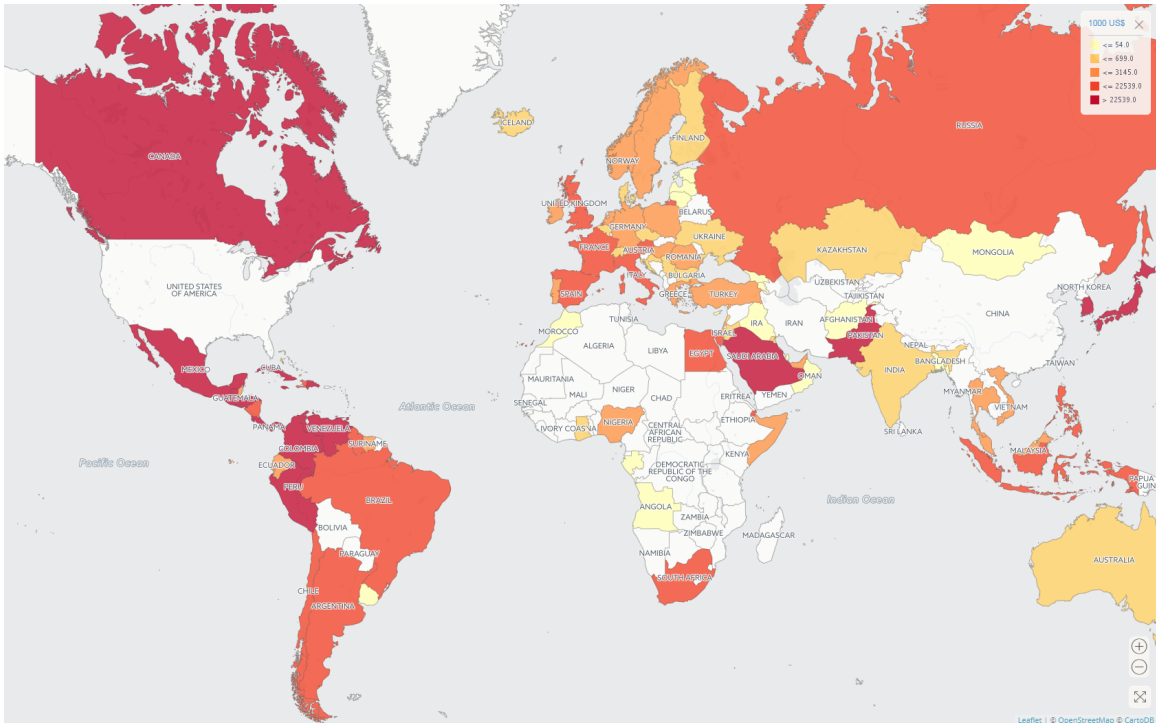 1000 US$
<= 54.0
<= 699.0
<= 3145.0
<= 22539.0
> 22539.0
RUSSIA
CANADA
ICELAND
FINLAND
NORWAY
UNITED KINGDOM
BELARUS
GERMANY
UKRAINE
FRANCE
AUSTRIA
KAZAKHSTAN
MONGOLIA
ROMANIA
ITALY
BULGARIA
UZBEKISTAN
NORTH KOREA
UNITED STATES
OF AMERICA
SPAIN
GREECE
TURKEY
TAJIKISTAN
CHINA
TUNISIA
AFGHANISTAN
MOROCCO
ISRAEL
IRA
IRAN
PAKISTAN
ALGERIA
LIBYA
EGYPT
SAUDI ARABIA
NEPAL
BANGLADESH
TAIWAN
MEXICO
CUBA
OMAN
INDIA
MAURITANIA
MALI
NIGER
CHAD
ERITREA
YEMEN
MYANMAR
GUATEMALA
Atlantic Ocean
SENEGAL
VIETNAM
PANAMA
VENEZUELA
IVORY COAS
NA
NIGERIA
CENTRAL
AFRICAN
REPUBLIC
ETHIOPIA
SRI LANKA
COLOMBIA
SURINAME
KENYA
MALAYSIA
Pacific Ocean
ECUADOR
DEMOCRATIC
REPUBLIC OF THE
CONGO
PAPUA
GUIN
PERU
BRAZIL
Indian Ocean
ANGOLA
ZAMBIA
BOLIVIA
ZIMBABWE
MADAGASCAR
PARAGUAY
NAMIBIA
AUSTRALIA
SOUTH AFRICA
CHILE
ARGENTINA
Leaflet | © OpenStreetMap © CartoDB